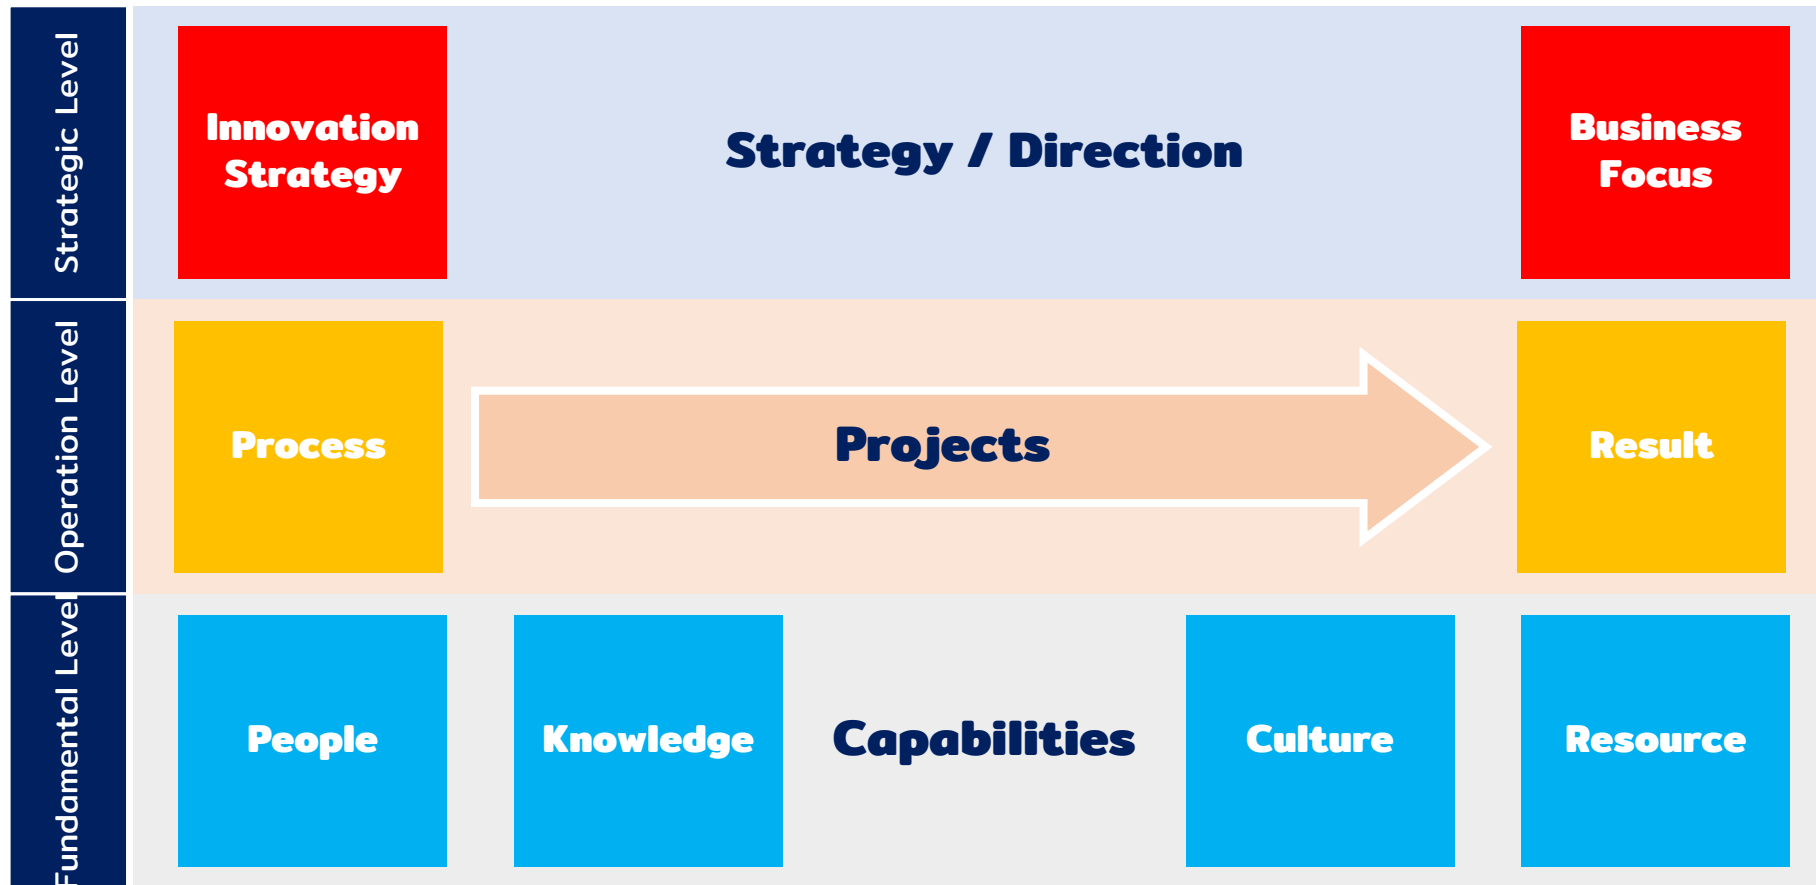 Strategic Level
Innovation
Strategy
Strategy / Direction
Business
Focus
Operation Level
Process
Projects
Result
Fundamental Level
People
Knowledge
Capabilities
Culture
Resource